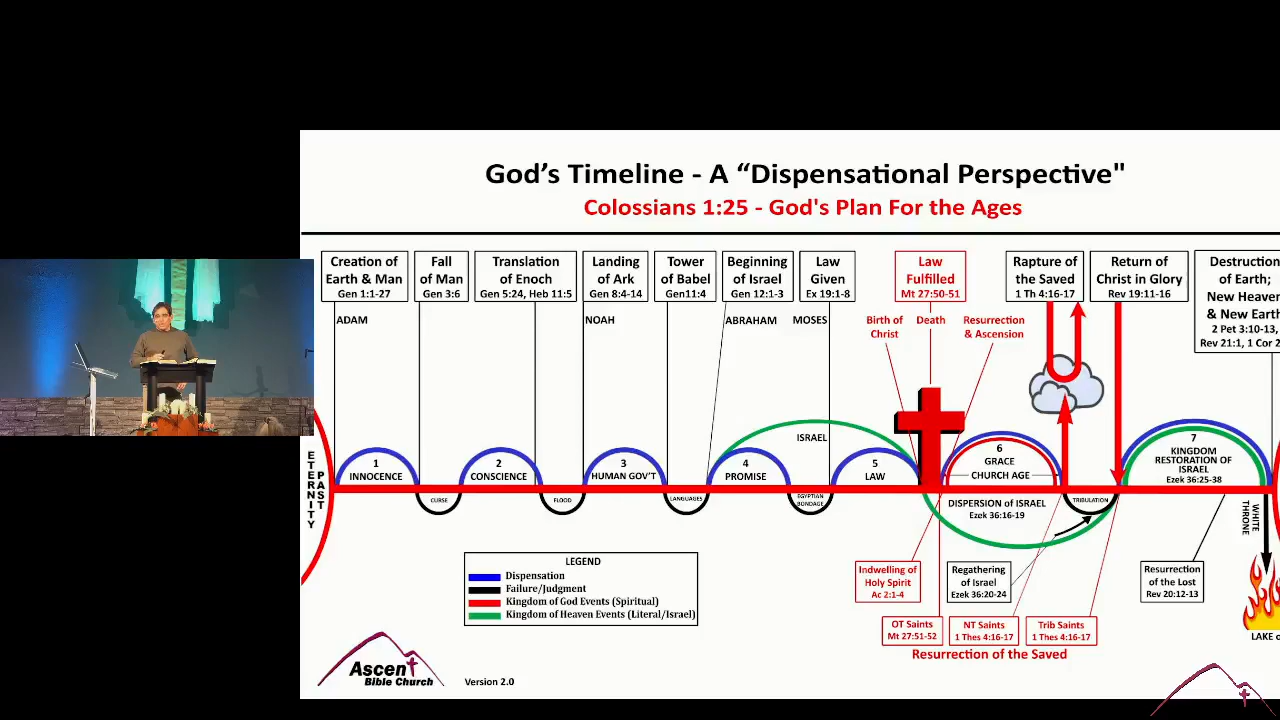 God's Timeline - A “Dispensational Perspective"
Colossians 1:25 - God's Plan For the Ages
Creation of
Earth & Man
Gen 1:1-27
Fall
of Man
Gen 3:6
Translation
of Enoch
Gen 5:24, Heb 11:5
Landing
of Ark
Gen 8:4-14
Tower
of Babel
Gen11:4
Beginning
of Israel
Gen 12:1-3
Law
Given
Ex 19:1-8
Law
Fulfilled
Mt 27:50-51
Rapture of
the Saved
1 Th 4:16-17
Return of
Christ in Glory
Rev 19:11-16
Destruction
of Earth;
New Heaven
& New Earth
2 Pet 3:10-13,
Rev 21:1, 1 Cor 2
ADAM
NOAH
ABRAHAM
MOSES
Birth of
Christ
Death
Resurrection
& Ascension
ISRAEL
ETERNITY
PAST
1
INNOCENCE
2
CONSCIENCE
3
HUMAN GOV'T
4
PROMISE
5
LAW
6
GRACE
CHURCH AGE
7
KINGDOM
RESTORATION OF
ISRAEL
Ezek 36:25-38
CURSE
FLOOD
LANGUAGES
EGYPTIAN
BONDAGE
DISPERSION of ISRAEL
Ezek 36:16-19
TRIBULATION
WHITE
THRONE
LEGEND
Dispensation
Failure/Judgment
Kingdom of God Events (Spiritual)
Kingdom of Heaven Events (Literal/Israel)
Indwelling of
Holy Spirit
Ac 2:1-4
Regathering
of Israel
Ezek 36:20-24
Resurrection
of the Lost
Rev 20:12-13
OT Saints
Mt 27:51-52
NT Saints
1 Thes 4:16-17
Trib Saints
1 Thes 4:16-17
Resurrection of the Saved
LAKE
Ascent
Bible Church
Version 2.0